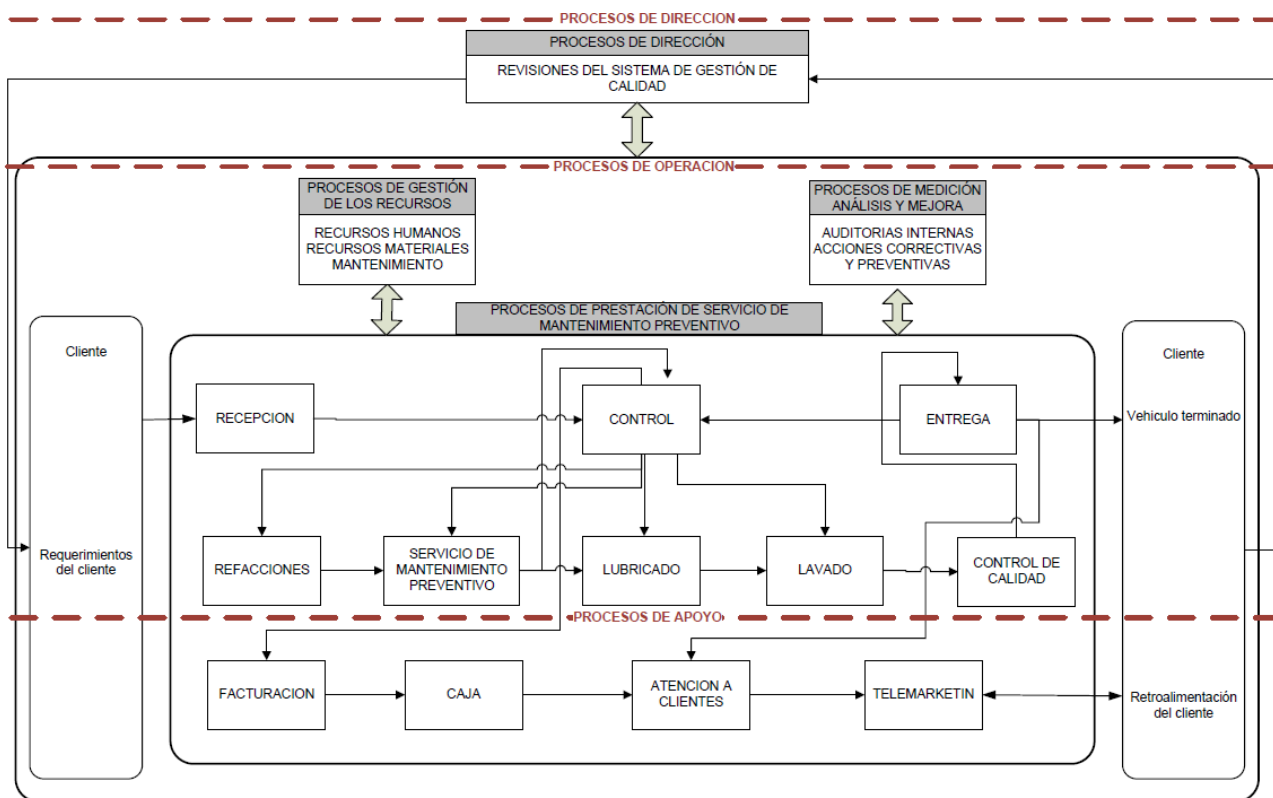 PROCESOS DE DIRECCION
PROCESOS DE DIRECCIÓN
REVISIONES DEL SISTEMA DE GESTIÓN DE
CALIDAD
PROCESOS DE OPERACION
PROCESOS DE GESTIÓN
DE LOS RECURSOS
RECURSOS HUMANOS
RECURSOS MATERIALES
MANTENIMIENTO
PROCESOS DE MEDICIÓN
ANÁLISIS Y MEJORA
AUDITORIAS INTERNAS
ACCIONES CORRECTIVAS
Y PREVENTIVAS
PROCESOS DE PRESTACIÓN DE SERVICIO DE
MANTENIMIENTO PREVENTIVO
Cliente
Requerimientos
del cliente
RECEPCION
CONTROL
ENTREGA
Cliente
Vehiculo terminado
REFACCIONES
SERVICIO DE
MANTENIMIENTO
PREVENTIVO
LUBRICADO
LAVADO
CONTROL DE
CALIDAD
PROCESOS DE APOYO
FACTURACION
CAJA
ATENCION A
CLIENTES
TELEMARKETIN
Retroalimentación
del cliente